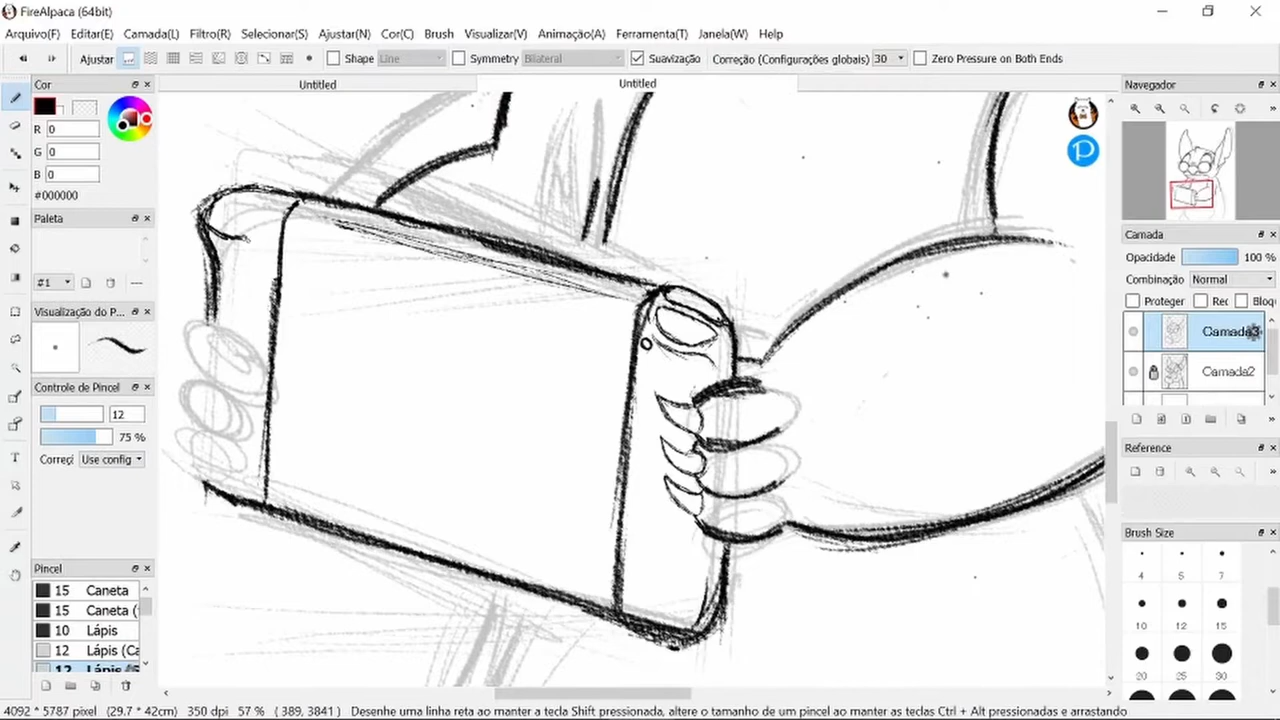 FireAlpaca (64bit)
Arquivo(F) Editar(E) Camada(L) Filtro(R) Selecionar(S) Ajustar(N) Cor(C) Brush Visualizar(V) Animação(A) Ferramenta(T) Janela(W) Help
Ajustar Shape Line Symmetry Bilateral Suavização Correção (Configurações globais) 30 Zero Pressure on Both Ends
Cor
Untitled
Untitled
Navegador
R 0
G 0
B 0
#000000
Paleta
#1
Visualização do P...
Controle de Pincel
12
75 %
Correçã Use config
Pincel
15 Caneta
15 Caneta (
10 Lápis
12 Lápis (Ca
12 Lápis
Camada
Opacidade 100 %
Combinação Normal
Proteger Rec Bloq
Camada3
Camada2
Reference
Brush Size
4 5 7
10 12 15
20 25 30
4092 * 5787 pixel (29.7 * 42cm) 350 dpi 57 % ( 389, 3841 ) Desenhe uma linha reta ao manter a tecla Shift pressionada, altere o tamanho de um pincel ao manter as teclas Ctrl + Alt pressionadas e arrastando